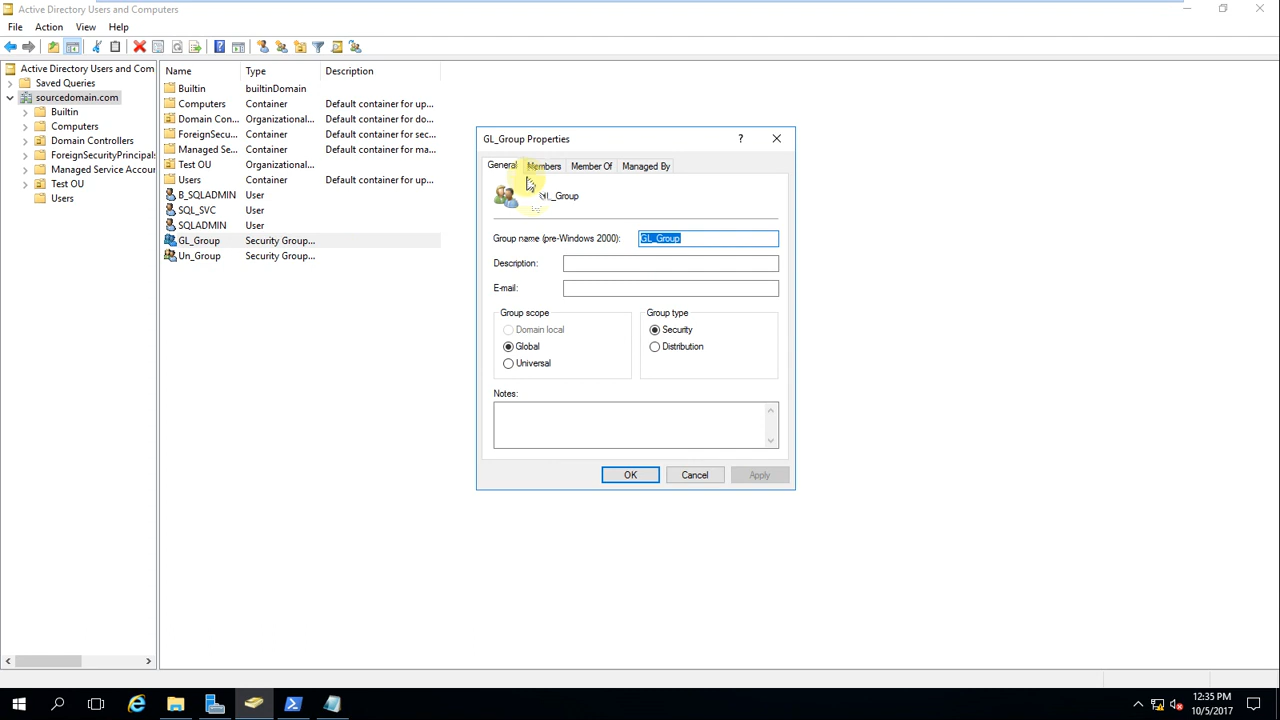 Active Directory Users and Computers
File Action View Help
Active Directory Users and Com
Saved Queries
sourcedomain.com
Builtin
Computers
Domain Controllers
ForeignSecurityPrincipal:
Managed Service Accour
Test OU
Users
Name Type Description
Builtin builtinDomain
Computers Container Default container for up...
Domain Con... Organizational... Default container for do...
ForeignSecu... Container Default container for sec...
Managed Se... Container Default container for ma...
Test OU Organizational...
Users Container Default container for up...
B_SQLADMIN User
SQL_SVC User
SQLADMIN User
GL_Group Security Group...
Un_Group Security Group...
GL_Group Properties
?
General Members Member Of Managed By
L_Group
Group name (pre-Windows 2000): GL_Group
Description:
E-mail:
Group scope
Domain local
Global
Universal
Group type
Security
Distribution
Notes:
OK Cancel Apply
12:35 PM
10/5/2017